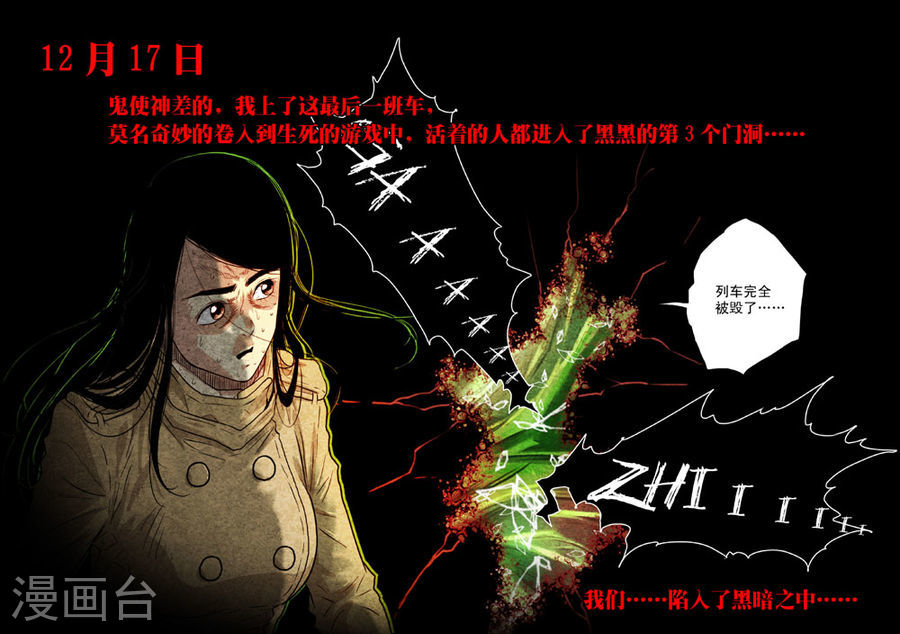 12月17日
鬼使神差的，我上了这最后一班车，
莫名奇妙的卷入到生死的游戏中，活着的人都进入了黑黑的第3个门洞……
列车完全
被毁了……
ZHIIIIIII
我们……陷入了黑暗之中……
漫画台